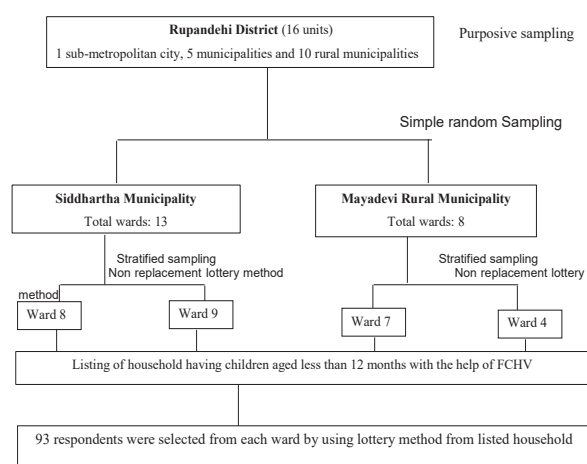 Rupandehi District (16 units)
1 sub-metropolitan city, 5 municipalities and 10 rural municipalities
Purposive sampling
Simple random Sampling
Siddhartha Municipality
Total wards: 13
Mayadevi Rural Municipality
Total wards: 8
Stratified sampling
Non replacement lottery method
method
Stratified sampling
Non replacement lottery
Ward 8
Ward 9
Ward 7
Ward 4
Listing of household having children aged less than 12 months with the help of FCHV
93 respondents were selected from each ward by using lottery method from listed household